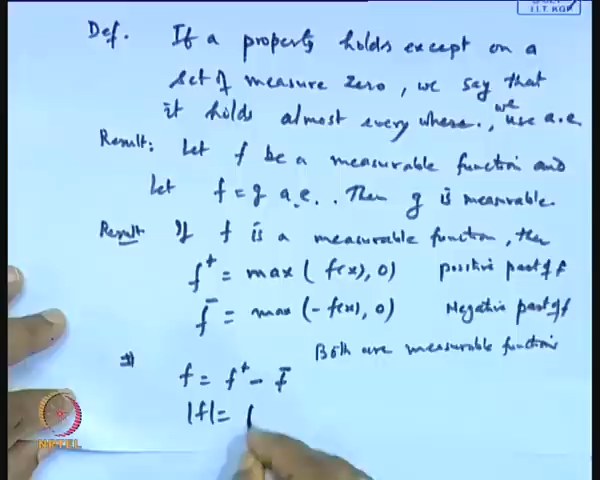 I.I.T. KGP
Def. If a property holds except on a
set of measure zero, we say that
it holds almost every where., we use a.e
Result: Let f be a measurable function and
let f = g a.e. . Then g is measurable.
Result If f is a measurable function, then
f⁺ = max ( f(x), 0) positive part of f
f⁻ = max (-f(x), 0) Negative part of f
Both are measurable functions
⇒ f = f⁺ - f⁻
|f| =
NPTEL